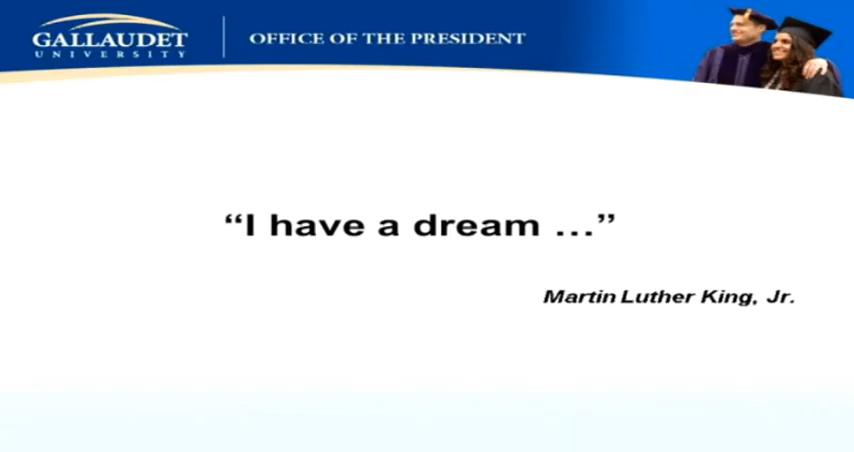 GALLAUDET
UNIVERSITY
OFFICE OF THE PRESIDENT
“I have a dream ...”
Martin Luther King, Jr.